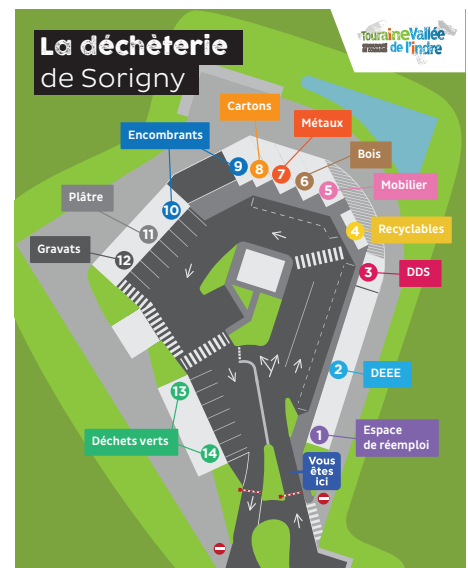 La déchèterie
de Sorigny
Touraine Vallée
de l'indre
Cartons
Métaux
Encombrants
Bois
9
8
7
6
5
Mobilier
Plâtre
10
11
4
Recyclables
Gravats
12
3
DDS
2
DEEE
13
Déchets verts
14
1
Espace
de réemploi
Vous
êtes
ici